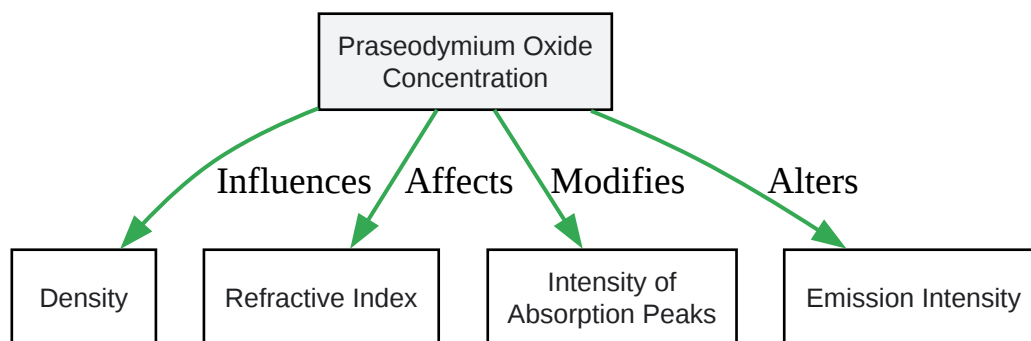 Praseodymium Oxide
Concentration
Influences
Affects
Modifies
Alters
Density
Refractive Index
Intensity of
Absorption Peaks
Emission Intensity